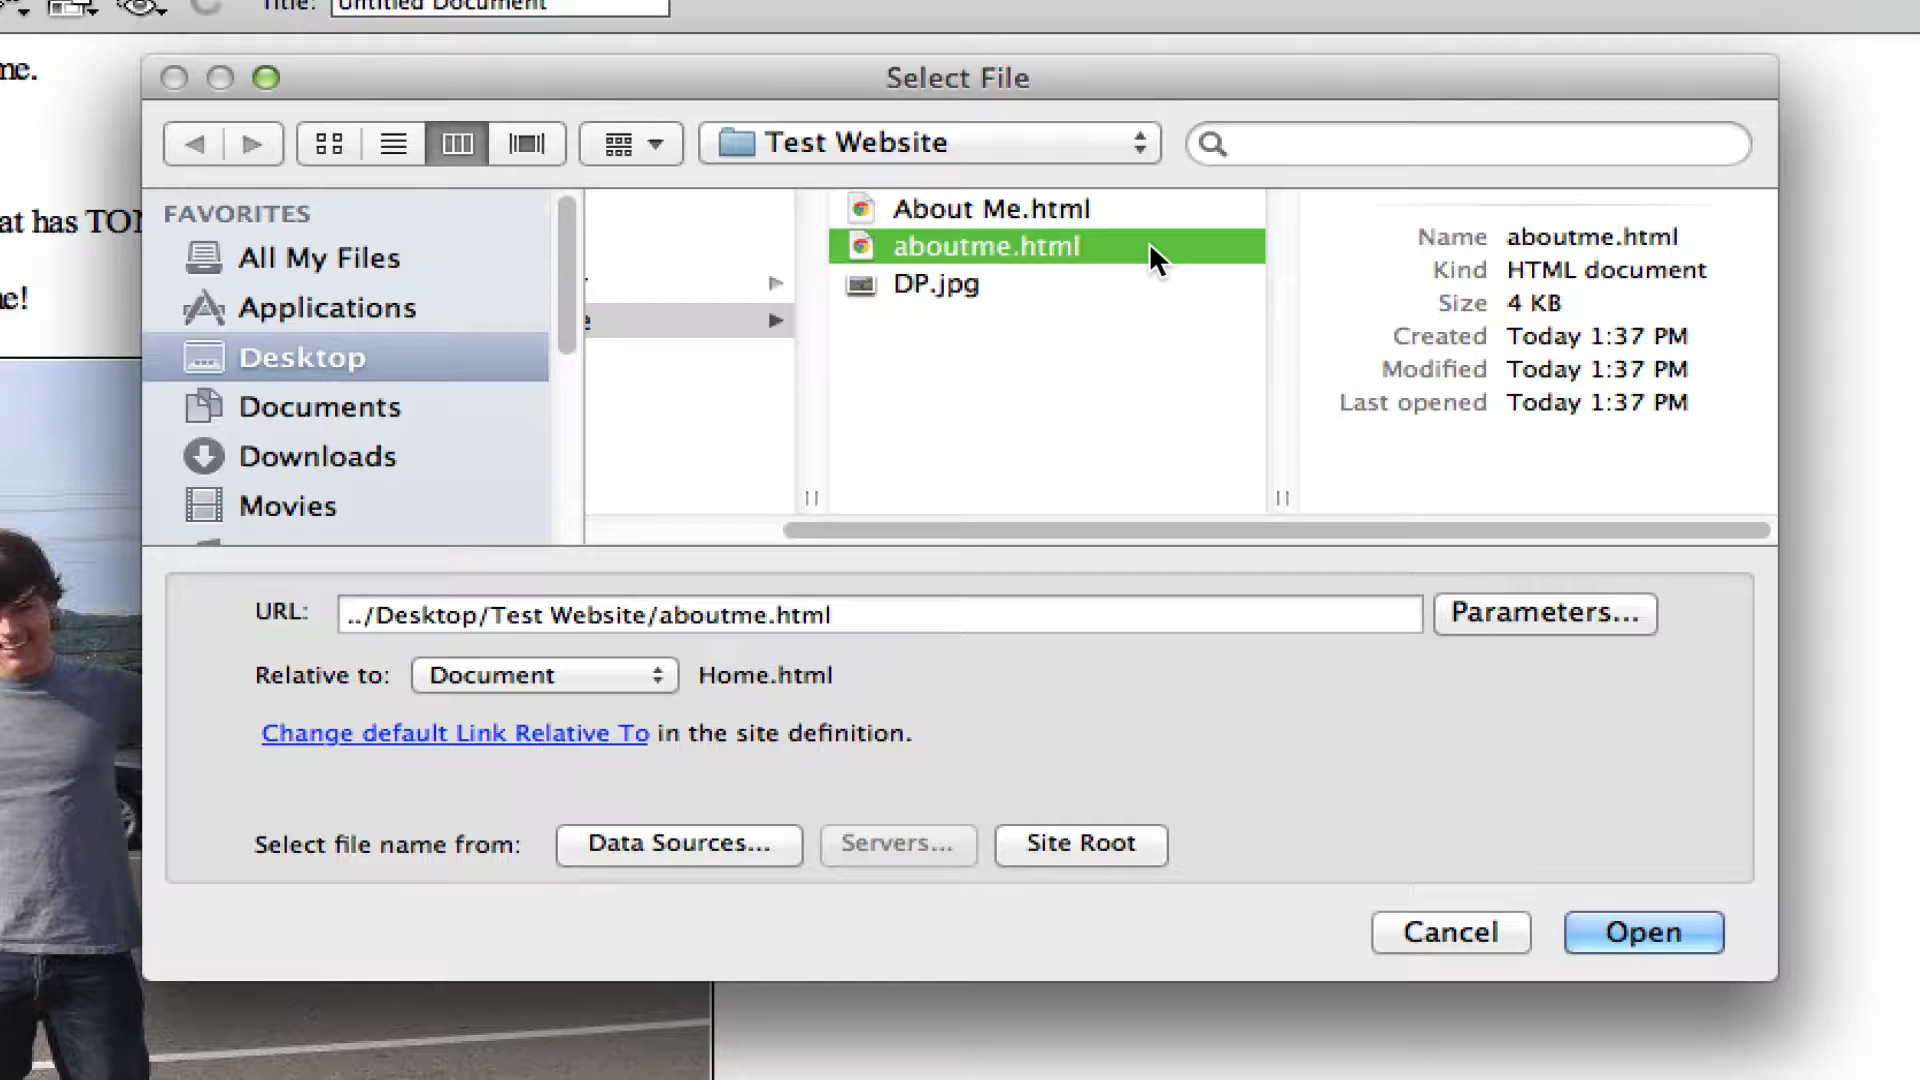 Title: Untitled Document
me.
at has TO
e!
Select File
Test Website
FAVORITES
All My Files
Applications
Desktop
Documents
Downloads
Movies
About Me.html
aboutme.html
DP.jpg
Name aboutme.html
Kind HTML document
Size 4 KB
Created Today 1:37 PM
Modified Today 1:37 PM
Last opened Today 1:37 PM
URL: ../Desktop/Test Website/aboutme.html Parameters...
Relative to: Document Home.html
Change default Link Relative To in the site definition.
Select file name from: Data Sources... Servers... Site Root
Cancel Open